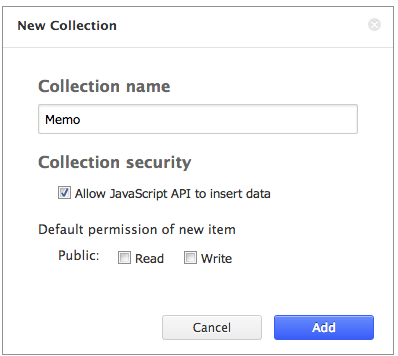 New Collection
Collection name
Memo
Collection security
Allow JavaScript API to insert data
Default permission of new item
Public: Read Write
Cancel Add